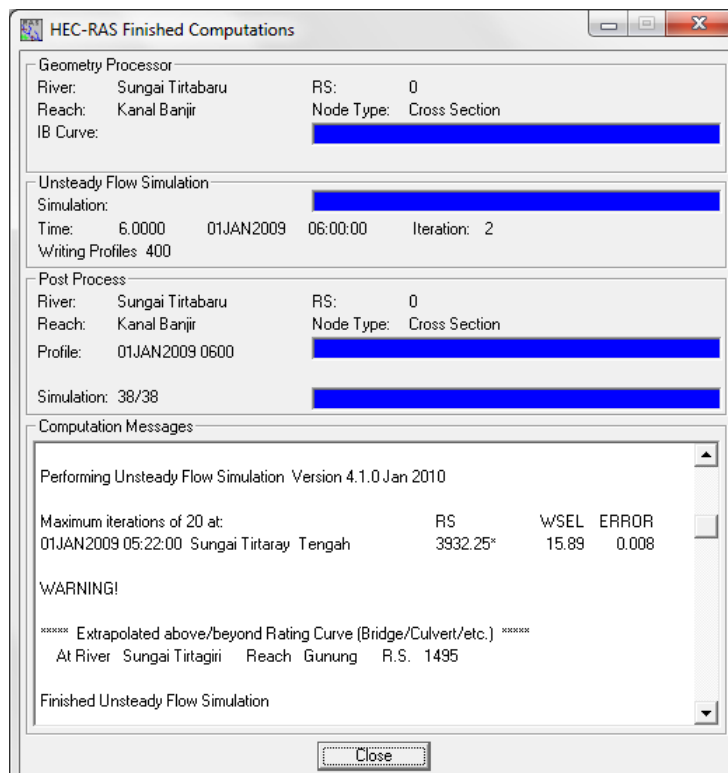 HEC-RAS Finished Computations
Geometry Processor
River: Sungai Tirtabaru RS: 0
Reach: Kanal Banjir Node Type: Cross Section
IB Curve:
Unsteady Flow Simulation
Simulation:
Time: 6.0000 01JAN2009 06:00:00 Iteration: 2
Writing Profiles 400
Post Process
River: Sungai Tirtabaru RS: 0
Reach: Kanal Banjir Node Type: Cross Section
Profile: 01JAN2009 0600
Simulation: 38/38
Computation Messages
Performing Unsteady Flow Simulation Version 4.1.0 Jan 2010
Maximum iterations of 20 at: RS WSEL ERROR
01JAN2009 05:22:00 Sungai Tirtaray Tengah 3932.25* 15.89 0.008
WARNING!
***** Extrapolated above/beyond Rating Curve (Bridge/Culvert/etc.) *****
At River Sungai Tirtagiri Reach Gunung R.S. 1495
Finished Unsteady Flow Simulation
Close